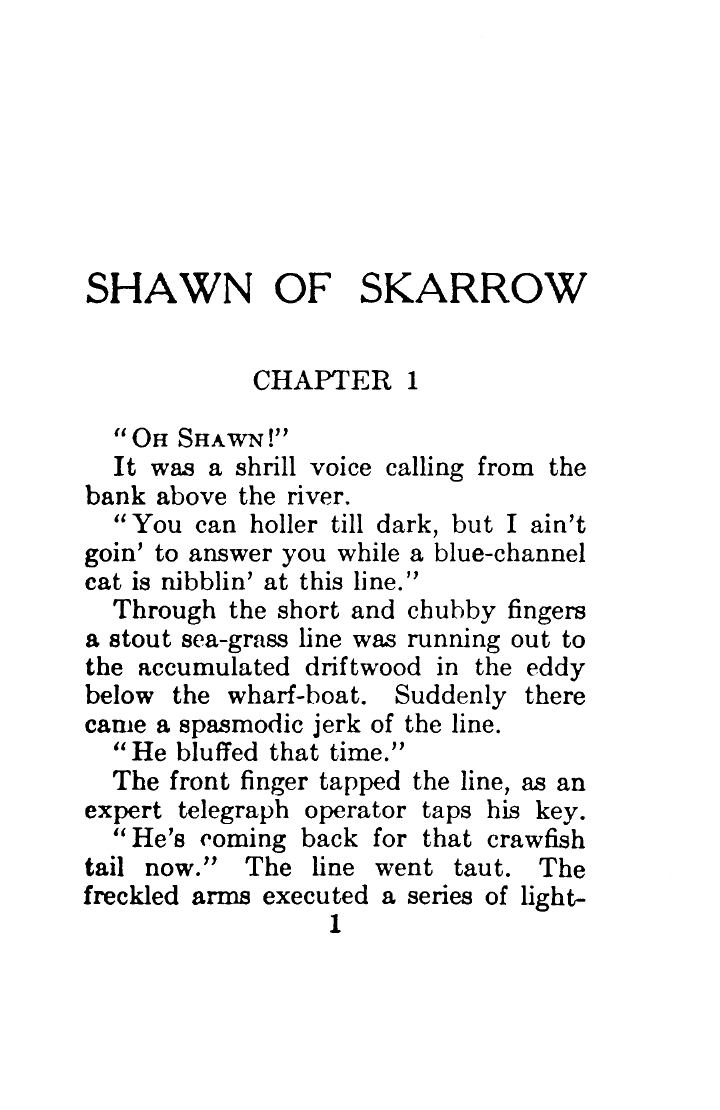 SHAWN OF SKARROW
CHAPTER 1
"OH SHAWN!"
It was a shrill voice calling from the
bank above the river.
"You can holler till dark, but I ain't
goin' to answer you while a blue-channel
cat is nibblin' at this line."
Through the short and chubby fingers
a stout sea-grass line was running out to
the accumulated driftwood in the eddy
below the wharf-boat. Suddenly there
came a spasmodic jerk of the line.
"He bluffed that time."
The front finger tapped the line, as an
expert telegraph operator taps his key.
"He's coming back for that crawfish
tail now." The line went taut. The
freckled arms executed a series of light-
1